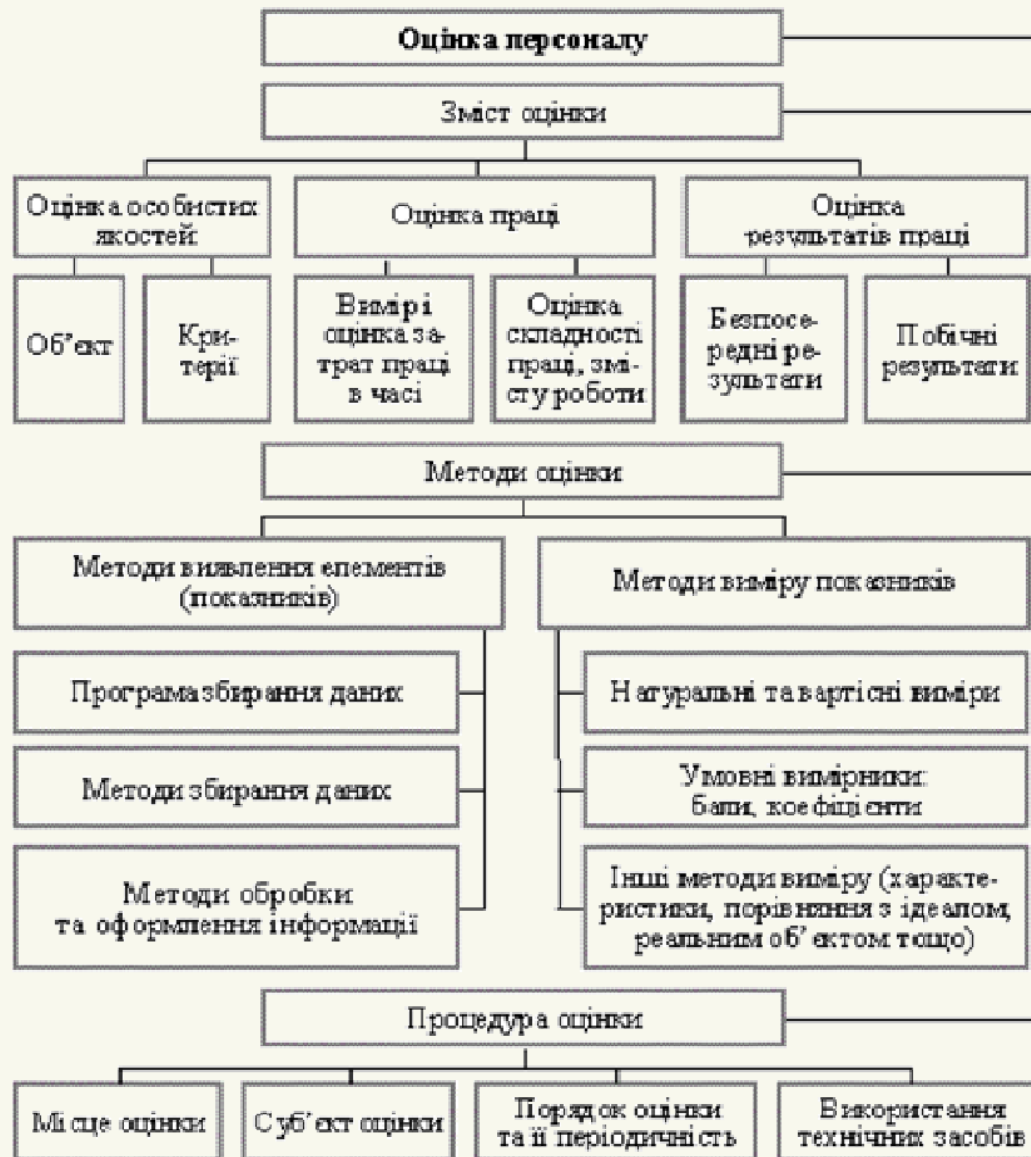 Оцінка персоналу
Зміст оцінки
Оцінка особистих
якостей
Оцінка праці
Оцінка
результатів праці
Об’єкт
Кри-
терії
Вимір і
оцінка за-
трат праці
в часі
Оцінка
складності
праці, змі-
сту роботи
Безпосе-
редні ре-
зультати
Побічні
результати
Методи оцінки
Методи виявлення елементів
(показників)
Методи виміру показників
Програма збирання даних
Натуральні та вартісні виміри
Методи збирання даних
Умовні вимірники:
бали, коефіцієнти
Методи обробки
та оформлення інформації
Інші методи виміру (характе-
ристики, порівняння з ідеалом,
реальним об’єктом тощо)
Процедура оцінки
Місце оцінки
Суб’єкт оцінки
Порядок оцінки
та її періодичність
Використання
технічних засобів